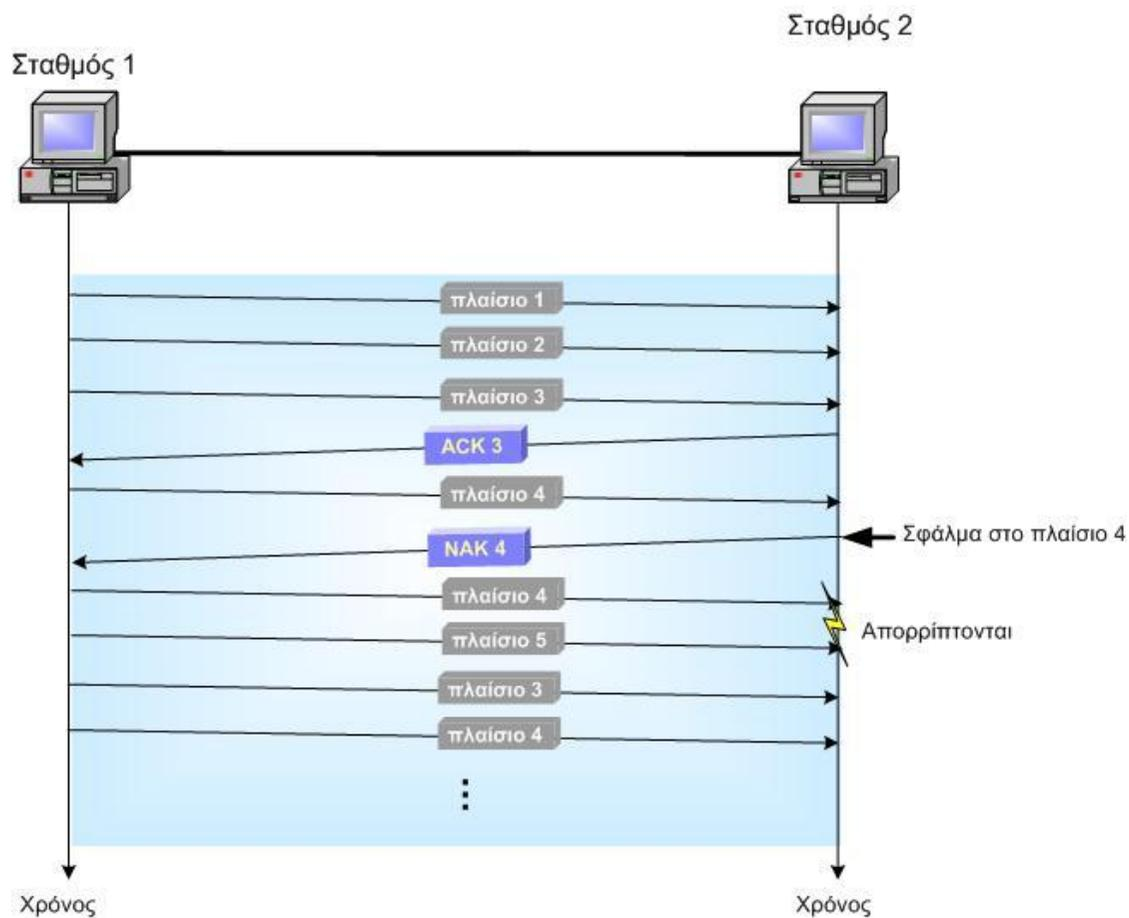 Σταθμός 2
Σταθμός 1
πλαίσιο 1
πλαίσιο 2
πλαίσιο 3
ACK 3
πλαίσιο 4
NAK 4
Σφάλμα στο πλαίσιο 4
πλαίσιο 4
πλαίσιο 5
Απορρίπτονται
πλαίσιο 3
πλαίσιο 4
Χρόνος
Χρόνος